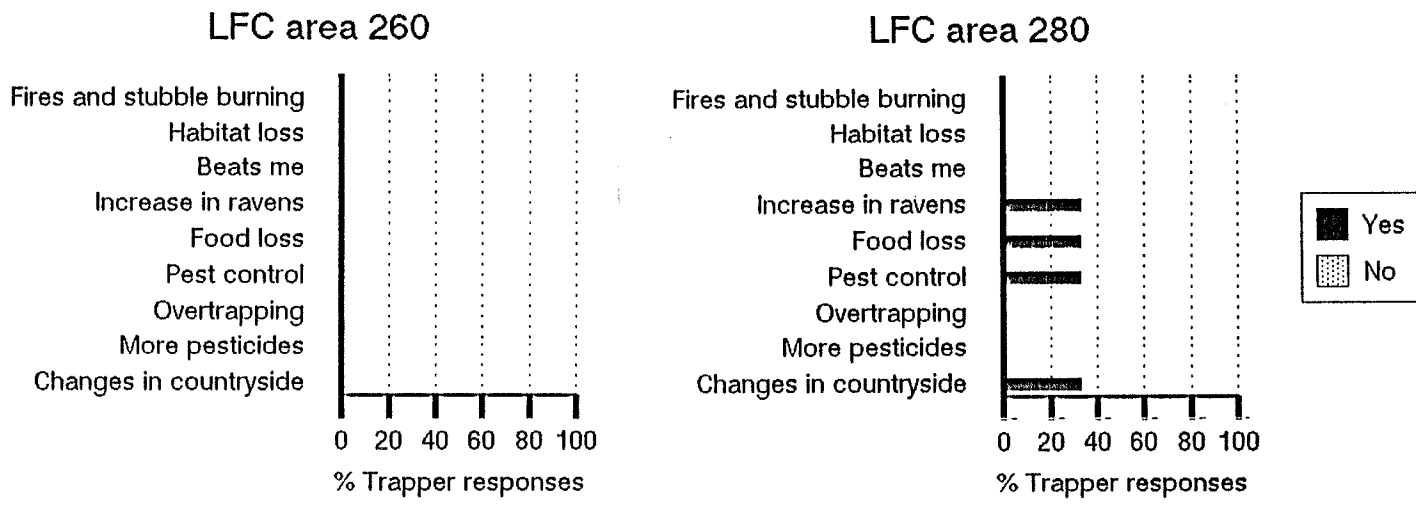 LFC area 260
Fires and stubble burning
Habitat loss
Beats me
Increase in ravens
Food loss
Pest control
Overtrapping
More pesticides
Changes in countryside
0 20 40 60 80 100
% Trapper responses
LFC area 280
Fires and stubble burning
Habitat loss
Beats me
Increase in ravens
Food loss
Pest control
Overtrapping
More pesticides
Changes in countryside
0 20 40 60 80 100
% Trapper responses
Yes
No